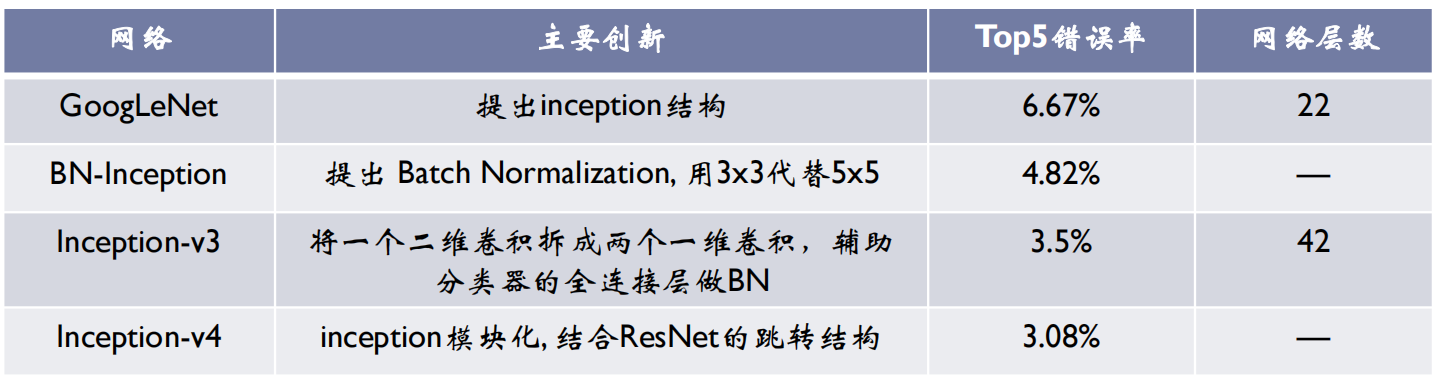 网络 主要创新 Top5错误率 网络层数
GoogLeNet 提出inception结构 6.67% 22
BN-Inception 提出 Batch Normalization, 用3x3代替5x5 4.82% —
Inception-v3 将一个二维卷积拆成两个一维卷积，辅助 3.5% 42
分类器的全连接层做BN
Inception-v4 inception模块化, 结合ResNet的跳转结构 3.08% —